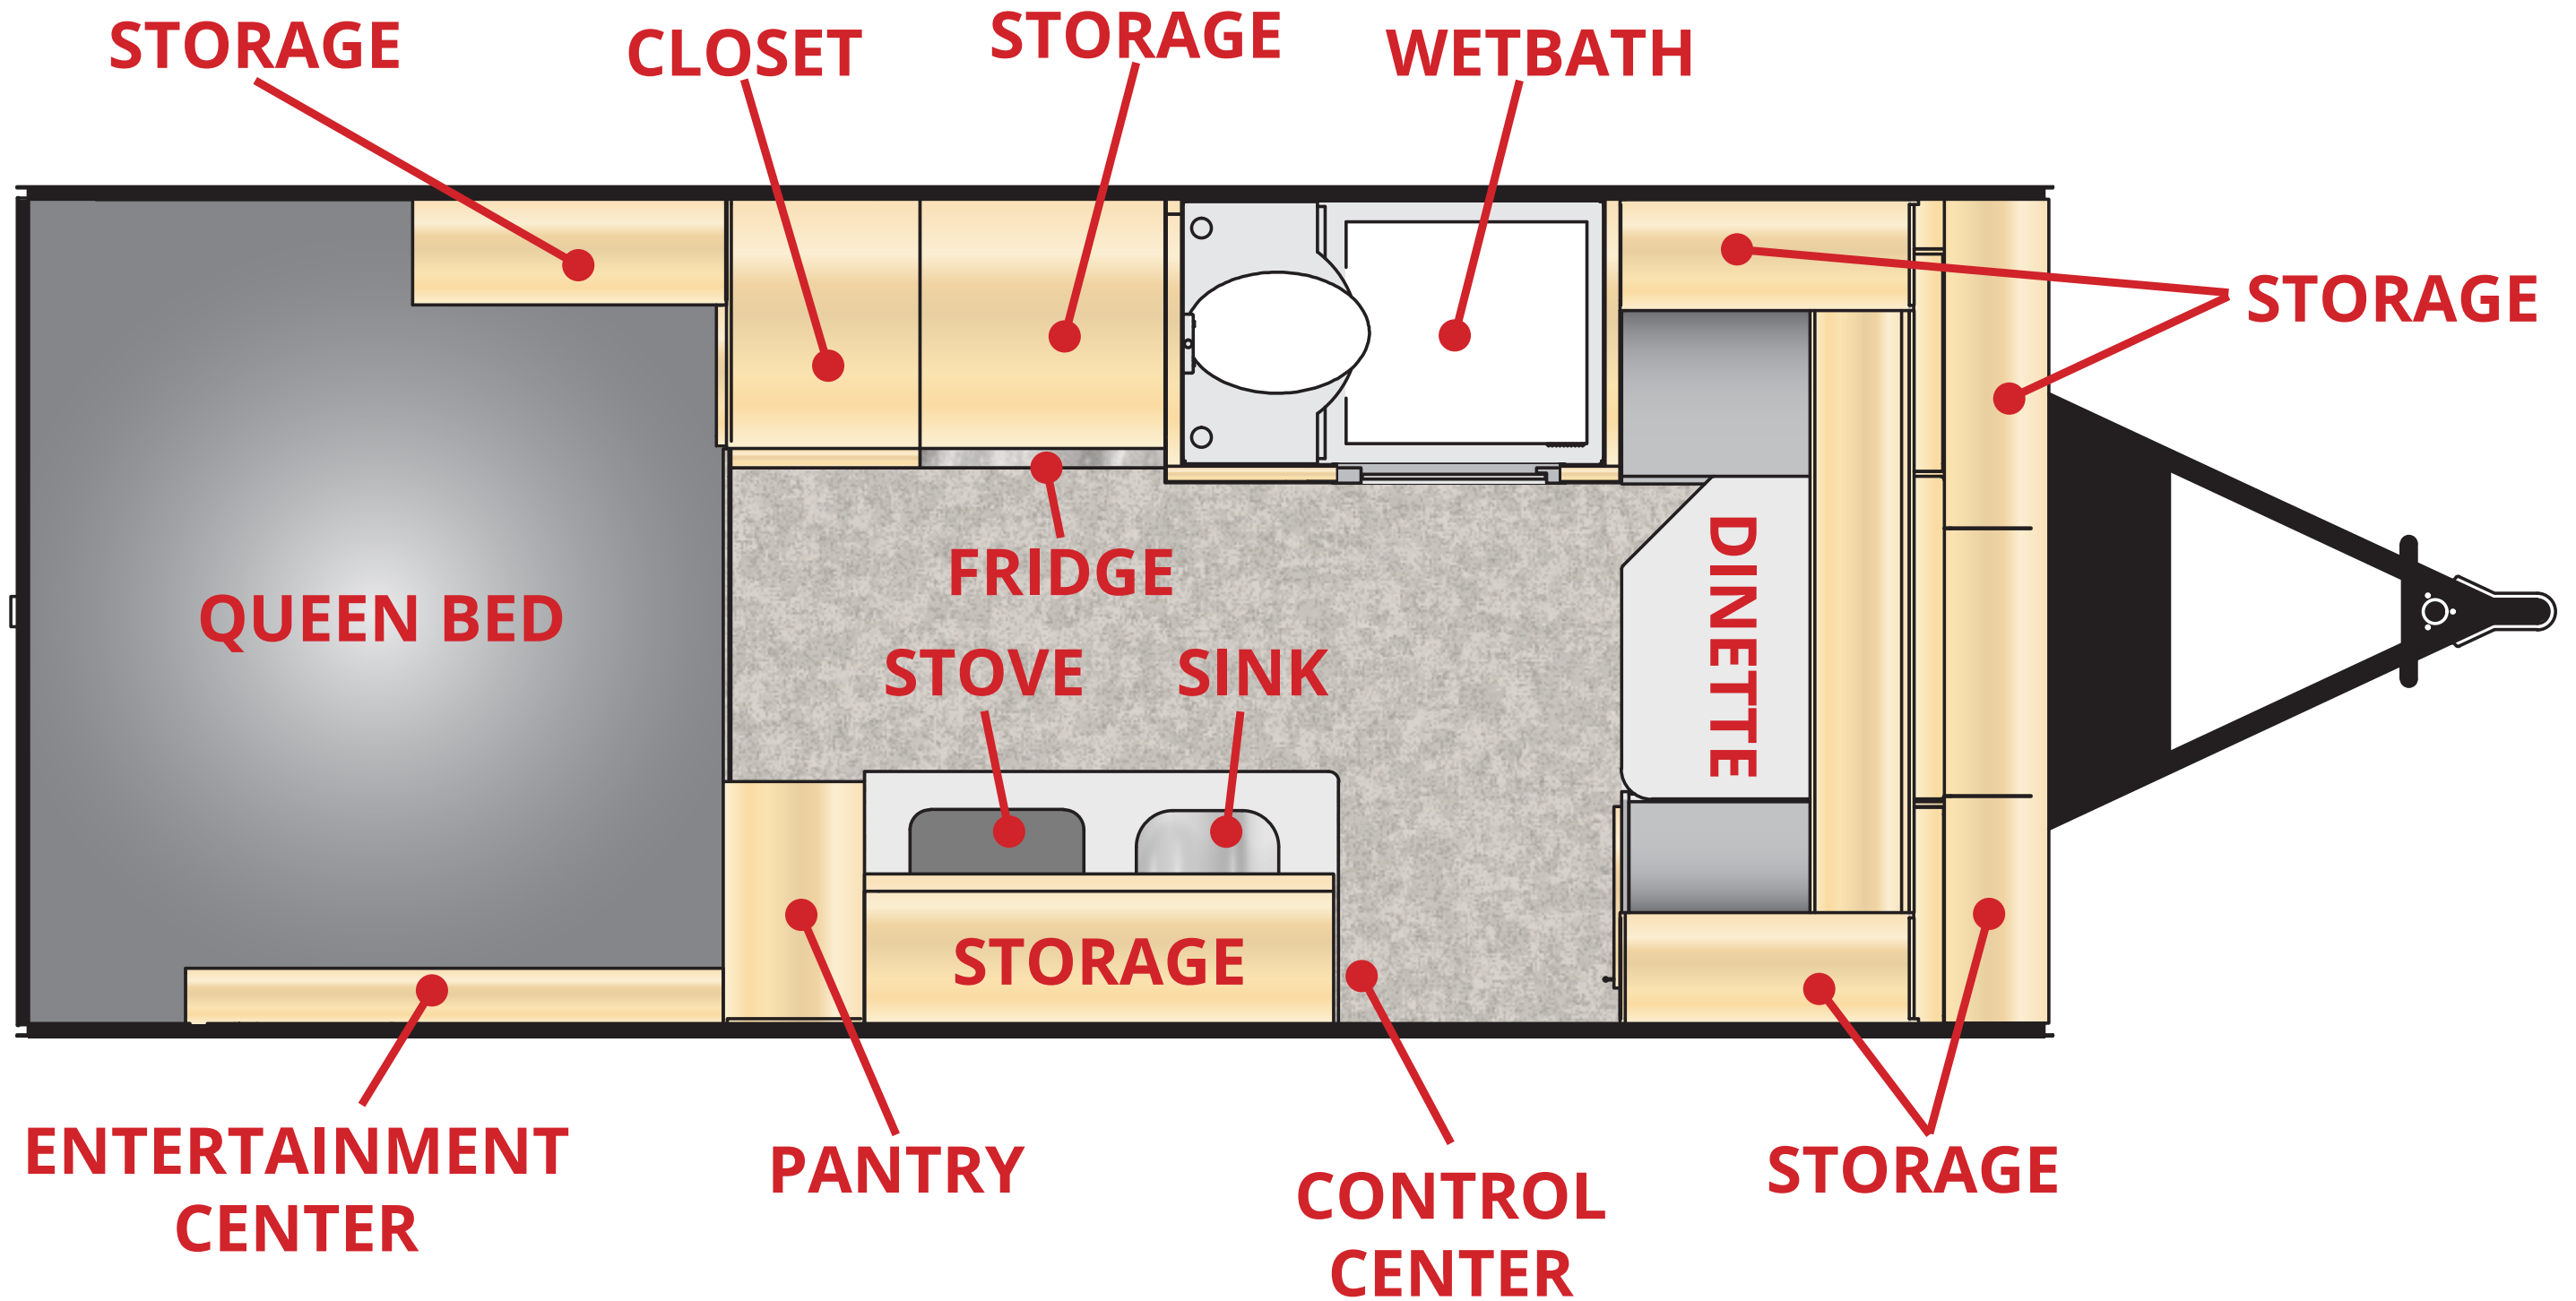 STORAGE
CLOSET
STORAGE
WETBATH
STORAGE
FRIDGE
QUEEN BED
STOVE
SINK
DINETTE
STORAGE
ENTERTAINMENT
CENTER
PANTRY
CONTROL
CENTER
STORAGE